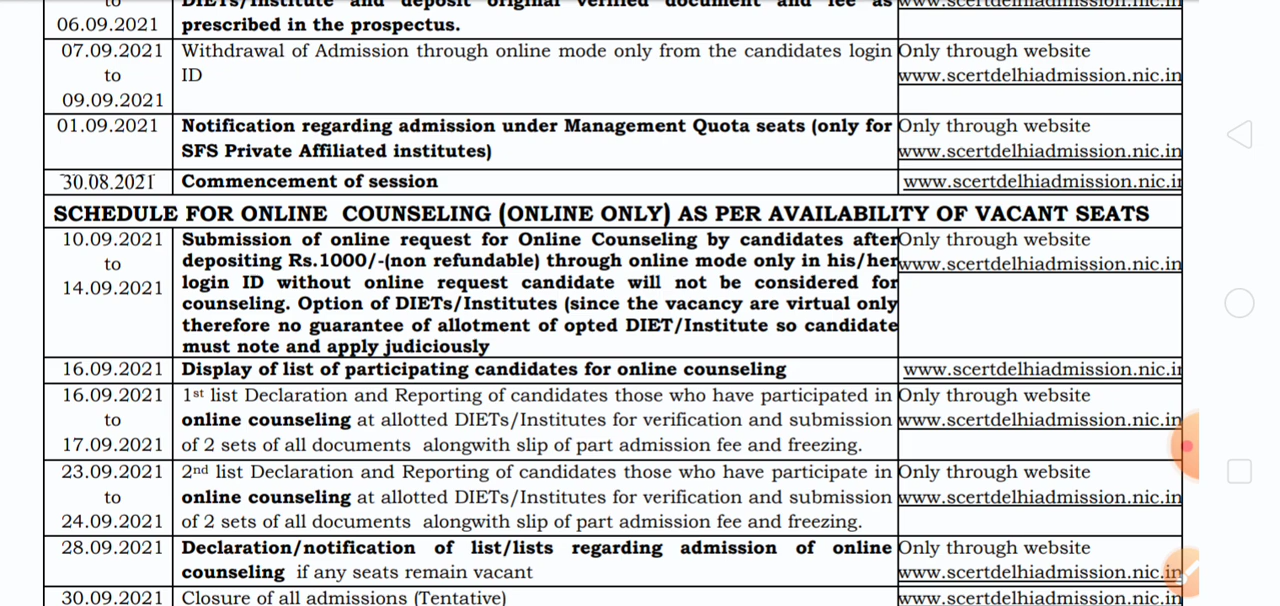 to
DIETs/Institute and deposit original verified document and fee as
www.scertdelhiadmission.nic.in
06.09.2021
prescribed in the prospectus.
07.09.2021
to
09.09.2021
Withdrawal of Admission through online mode only from the candidates login
ID
Only through website
www.scertdelhiadmission.nic.in
01.09.2021
Notification regarding admission under Management Quota seats (only for
SFS Private Affiliated institutes)
Only through website
www.scertdelhiadmission.nic.in
30.08.2021
Commencement of session
www.scertdelhiadmission.nic.in
SCHEDULE FOR ONLINE COUNSELING (ONLINE ONLY) AS PER AVAILABILITY OF VACANT SEATS
10.09.2021
to
14.09.2021
Submission of online request for Online Counseling by candidates after
depositing Rs.1000/-(non refundable) through online mode only in his/her
login ID without online request candidate will not be considered for
counseling. Option of DIETs/Institutes (since the vacancy are virtual only
therefore no guarantee of allotment of opted DIET/Institute so candidate
must note and apply judiciously
Only through website
www.scertdelhiadmission.nic.in
16.09.2021
Display of list of participating candidates for online counseling
www.scertdelhiadmission.nic.in
16.09.2021
to
17.09.2021
1st list Declaration and Reporting of candidates those who have participated in
online counseling at allotted DIETs/Institutes for verification and submission
of 2 sets of all documents alongwith slip of part admission fee and freezing.
Only through website
www.scertdelhiadmission.nic.in
23.09.2021
to
24.09.2021
2nd list Declaration and Reporting of candidates those who have participate in
online counseling at allotted DIETs/Institutes for verification and submission
of 2 sets of all documents alongwith slip of part admission fee and freezing.
Only through website
www.scertdelhiadmission.nic.in
28.09.2021
Declaration/notification of list/lists regarding admission of online
counseling if any seats remain vacant
Only through website
www.scertdelhiadmission.nic.in
30.09.2021
Closure of all admissions (Tentative)
www.scertdelhiadmission.nic.in